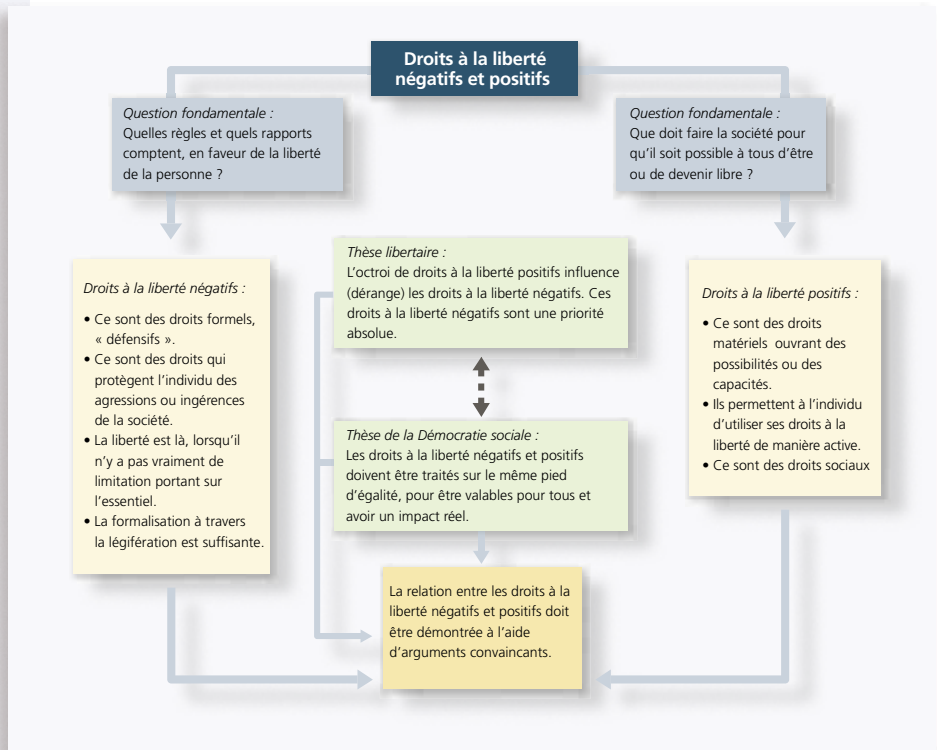 Droits à la liberté
négatifs et positifs
Question fondamentale :
Quelles règles et quels rapports
comptent, en faveur de la liberté
de la personne ?
Question fondamentale :
Que doit faire la société pour
qu'il soit possible à tous d'être
ou de devenir libre ?
Droits à la liberté négatifs :
• Ce sont des droits formels,
« défensifs ».
• Ce sont des droits qui
protègent l'individu des
agressions ou ingérences
de la société.
• La liberté est là, lorsqu'il
n'y a pas vraiment de
limitation portant sur
l'essentiel.
• La formalisation à travers
la légifération est suffisante.
Thèse libertaire :
L'octroi de droits à la liberté positifs influence
(dérange) les droits à la liberté négatifs. Ces
droits à la liberté négatifs sont une priorité
absolue.
Thèse de la Démocratie sociale :
Les droits à la liberté négatifs et positifs
doivent être traités sur le même pied
d'égalité, pour être valables pour tous et
avoir un impact réel.
Droits à la liberté positifs :
• Ce sont des droits
matériels ouvrant des
possibilités ou des
capacités.
• Ils permettent à l'individu
d'utiliser ses droits à la
liberté de manière active.
• Ce sont des droits sociaux
La relation entre les droits à la
liberté négatifs et positifs doit
être démontrée à l'aide
d'arguments convaincants.